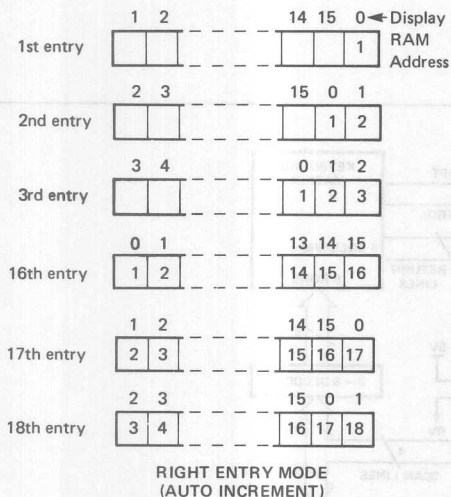 1 2 14 15 0 Display
RAM
Address
1st entry 1
2 3 15 0 1
2nd entry 1 2
3 4 0 1 2
3rd entry 1 2 3
0 1 13 14 15
16th entry 1 2 14 15 16
1 2 14 15 0
17th entry 2 3 15 16 17
2 3 15 0 1
18th entry 3 4 16 17 18
RIGHT ENTRY MODE
(AUTO INCREMENT)